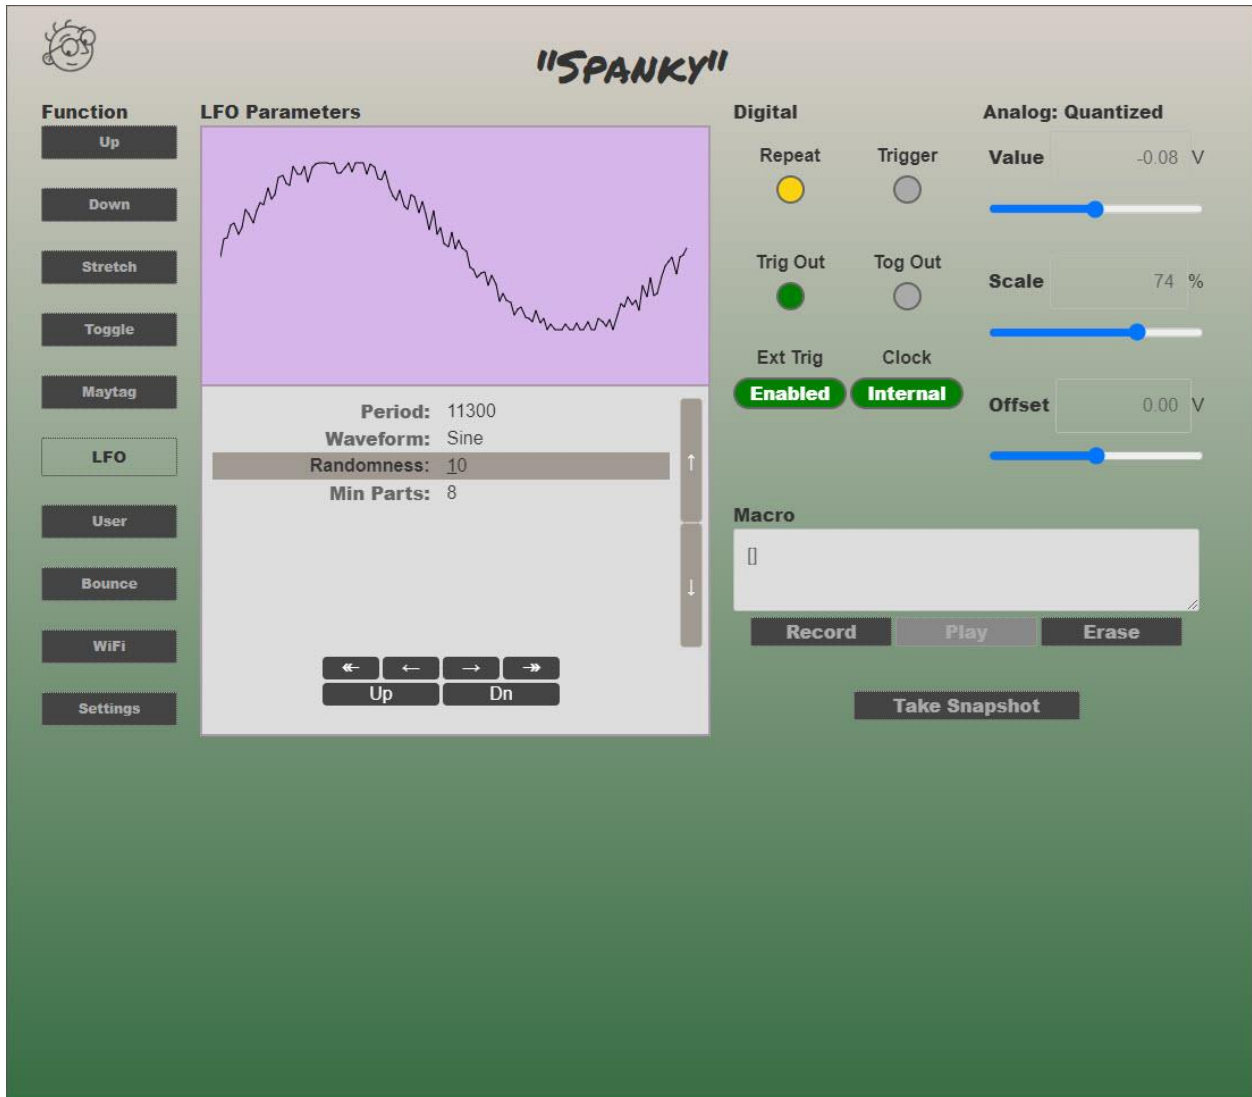 "SPANKY"
Function
Up
Down
Stretch
Toggle
Maytag
LFO
User
Bounce
WiFi
Settings
LFO Parameters
Period: 11300
Waveform: Sine
Randomness: 10
Min Parts: 8
↑
↓
↞ ← → ↠
Up Dn
Digital
Repeat Trigger
Trig Out Tog Out
Ext Trig Clock
Enabled Internal
Analog: Quantized
Value -0.08 V
Scale 74 %
Offset 0.00 V
Macro
[]
Record Play Erase
Take Snapshot